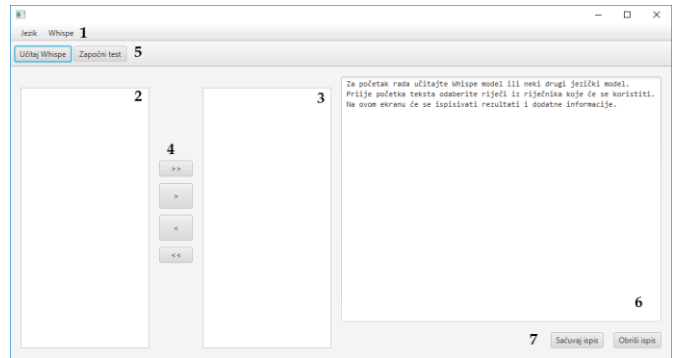 Jezik Whispe 1
Učitaj Whispe Započni test 5
2
3
4
>>
>
<
<<
Za početak rada učitajte Whispe model ili neki drugi jezički model.
Priije početka teksta odaberite riječi iz riječnika koje će se koristiti.
Na ovom ekranu će se ispisivati rezultati i dodatne informacije.
6
7 Sačuvaj ispis Obriši ispis